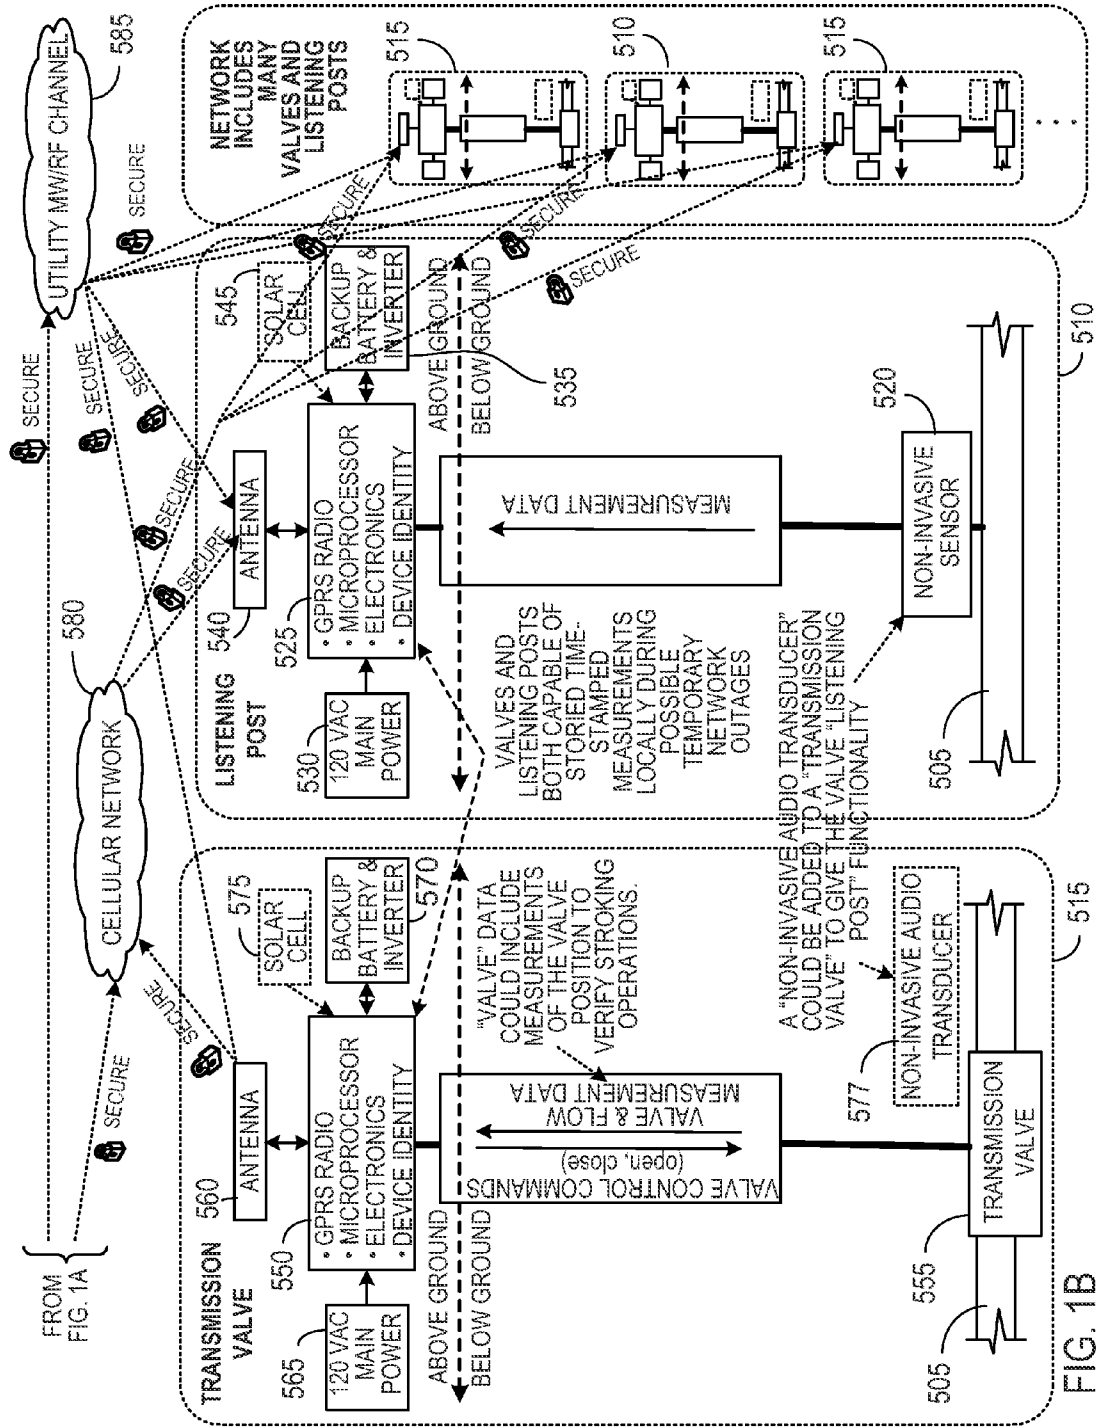 FROM
FIG. 1A
SECURE
SECURE
SECURE
CELLULAR NETWORK
580
SECURE
SECURE
SECURE
SECURE
SECURE
UTILITY MW/RF CHANNEL
585
SECURE
TRANSMISSION
VALVE
560
ANTENNA
550
• GPRS RADIO
• MICROPROCESSOR
• ELECTRONICS
• DEVICE IDENTITY
565
120 VAC
MAIN
POWER
575
SOLAR
CELL
BACKUP
BATTERY &
INVERTER
570
ABOVE GROUND
BELOW GROUND
VALVE CONTROL COMMANDS
(open, close)
VALVE & FLOW
MEASUREMENT DATA
"VALVE" DATA
COULD INCLUDE
MEASUREMENTS
OF THE VALVE
POSITION TO
VERIFY STROKING
OPERATIONS.
577
NON-INVASIVE AUDIO
TRANSDUCER
555
TRANSMISSION
VALVE
505
515
LISTENING
POST
540
ANTENNA
525
• GPRS RADIO
• MICROPROCESSOR
• ELECTRONICS
• DEVICE IDENTITY
530
120 VAC
MAIN
POWER
545
SOLAR
CELL
BACKUP
BATTERY &
INVERTER
535
ABOVE GROUND
BELOW GROUND
MEASUREMENT DATA
VALVES AND
LISTENING POSTS
BOTH CAPABLE OF
STORIED TIME-
STAMPED
MEASUREMENTS
LOCALLY DURING
POSSIBLE
TEMPORARY
NETWORK
OUTAGES
A "NON-INVASIVE AUDIO TRANSDUCER"
COULD BE ADDED TO A "TRANSMISSION
VALVE" TO GIVE THE VALVE "LISTENING
POST" FUNCTIONALITY
520
NON-INVASIVE
SENSOR
505
510
NETWORK
INCLUDES
MANY
VALVES AND
LISTENING
POSTS
SECURE
SECURE
SECURE
515
510
515
FIG. 1B